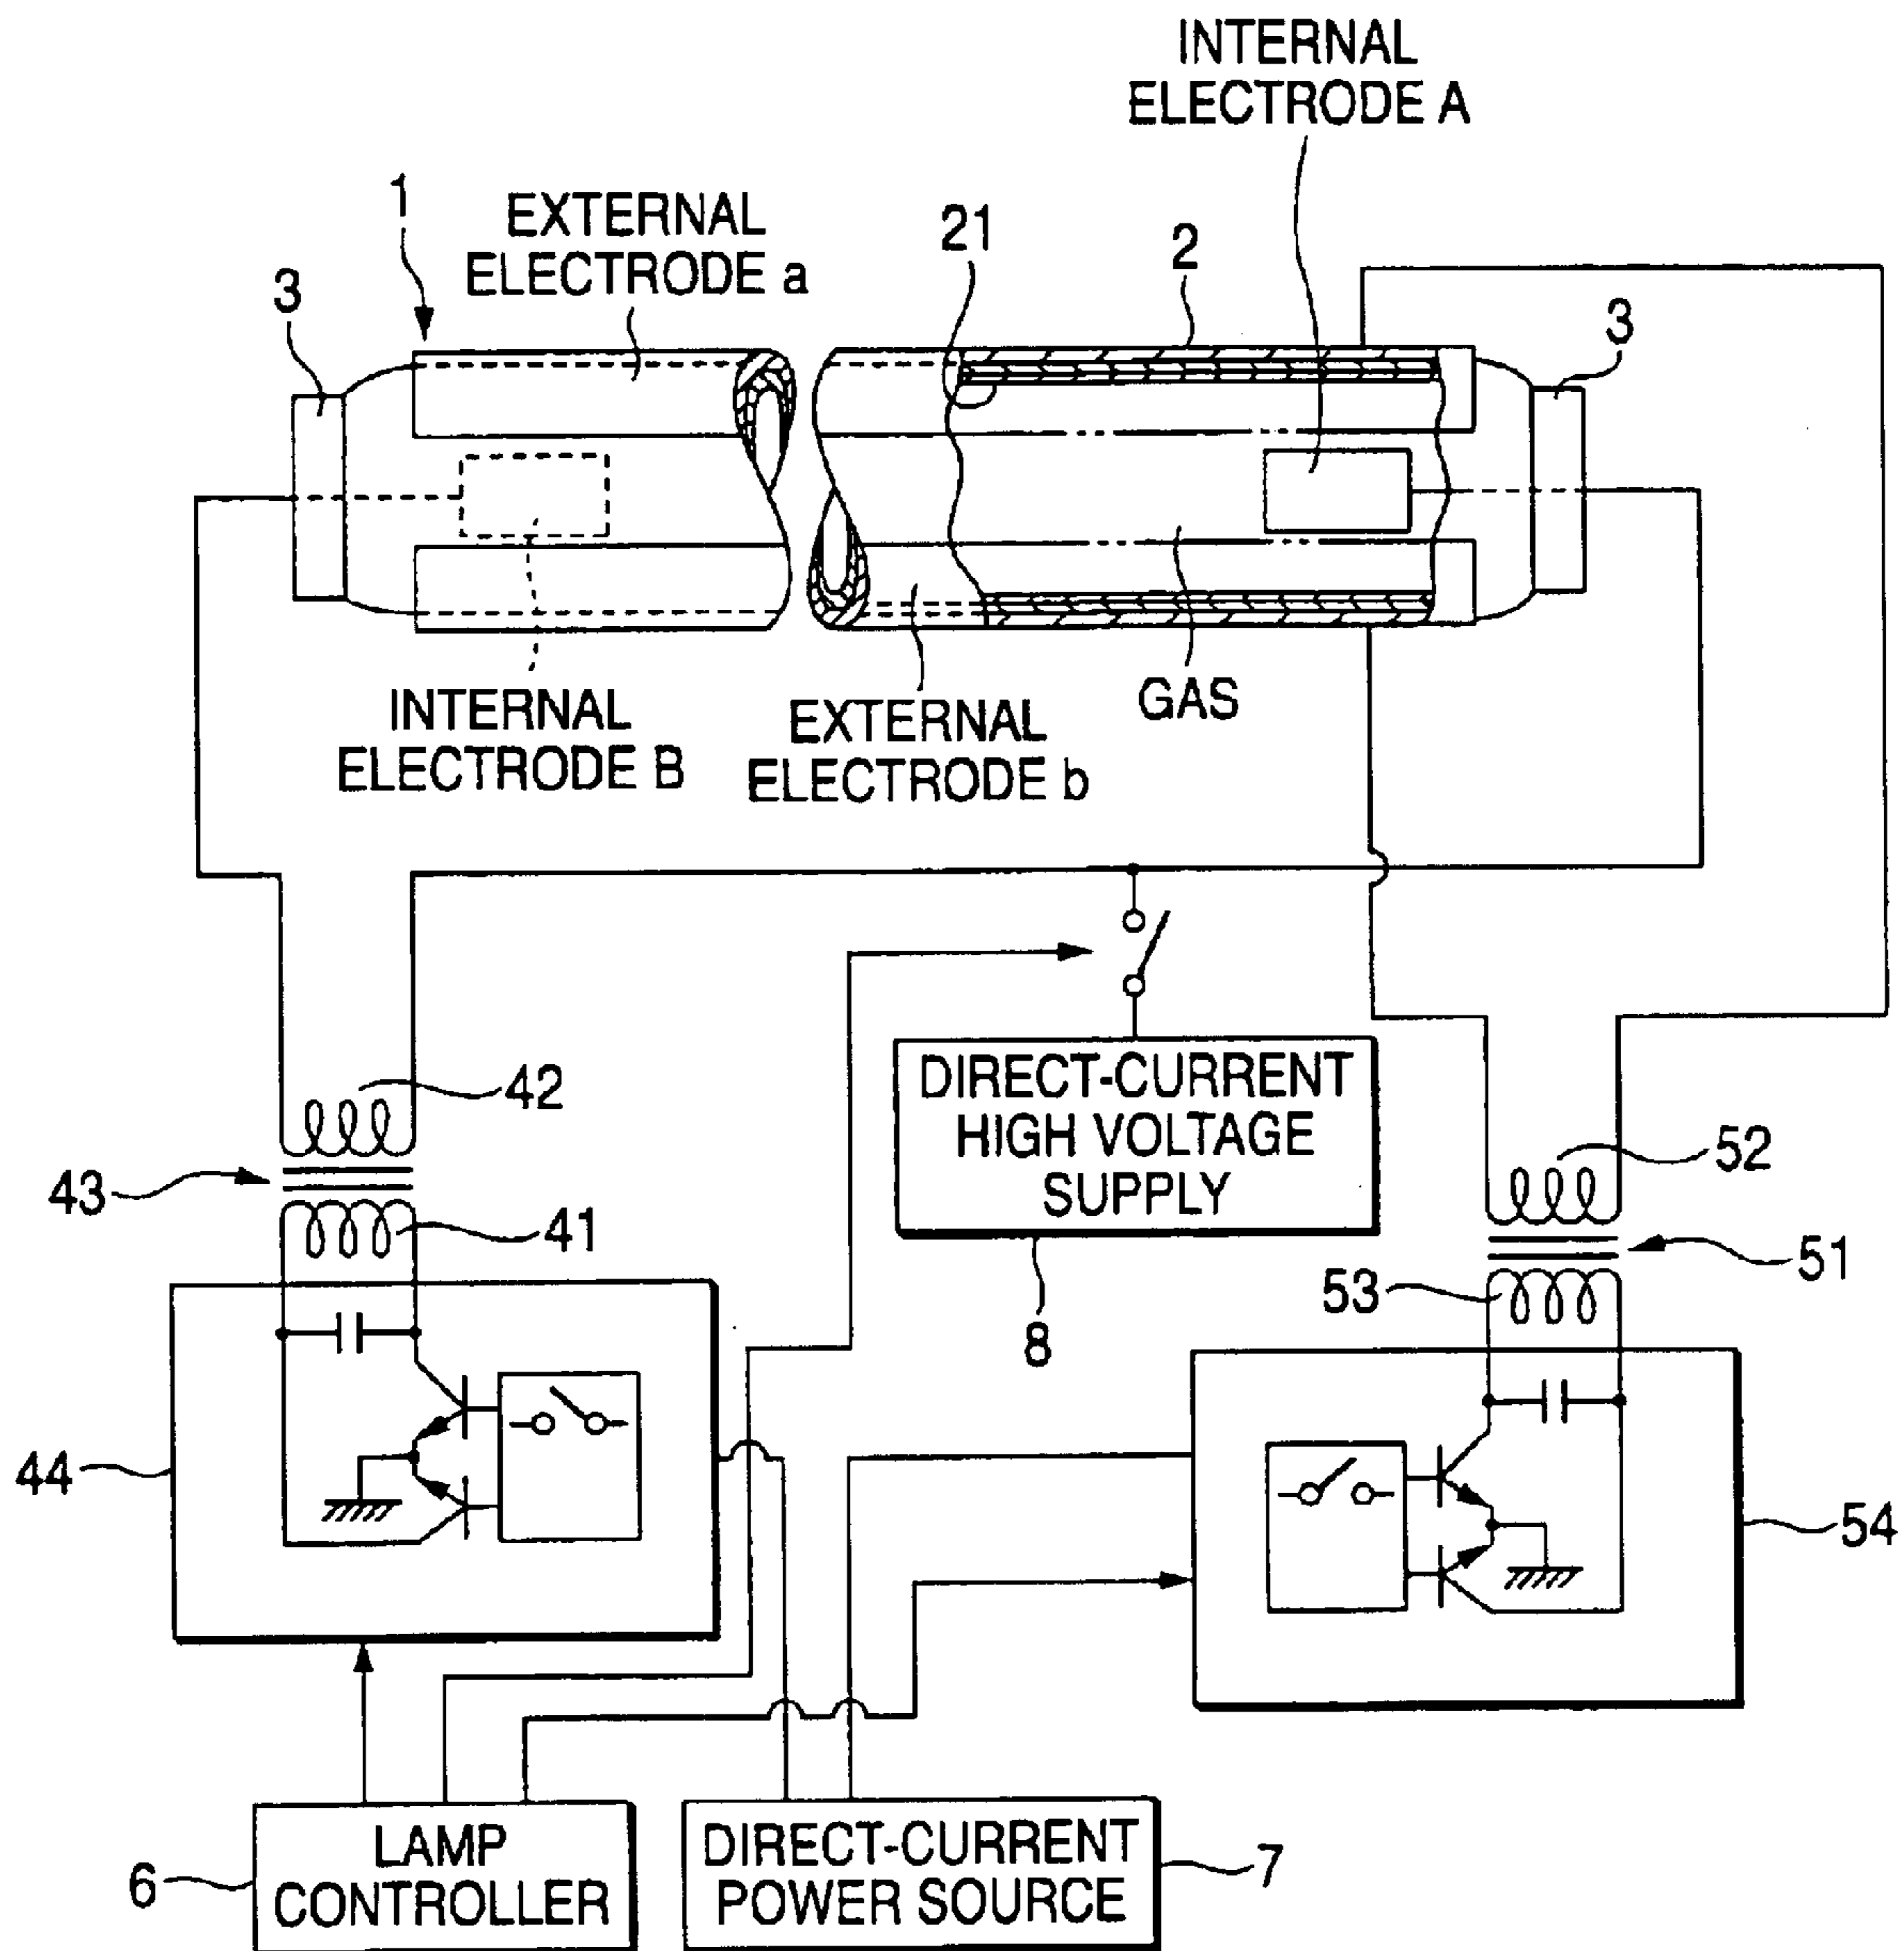 INTERNAL
ELECTRODE A
1
EXTERNAL
ELECTRODE a
21
2
3
3
INTERNAL
ELECTRODE B
EXTERNAL
ELECTRODE b
GAS
42
DIRECT-CURRENT
HIGH VOLTAGE
SUPPLY
43
41
52
51
53
8
44
54
LAMP
CONTROLLER
6
DIRECT-CURRENT
POWER SOURCE
7